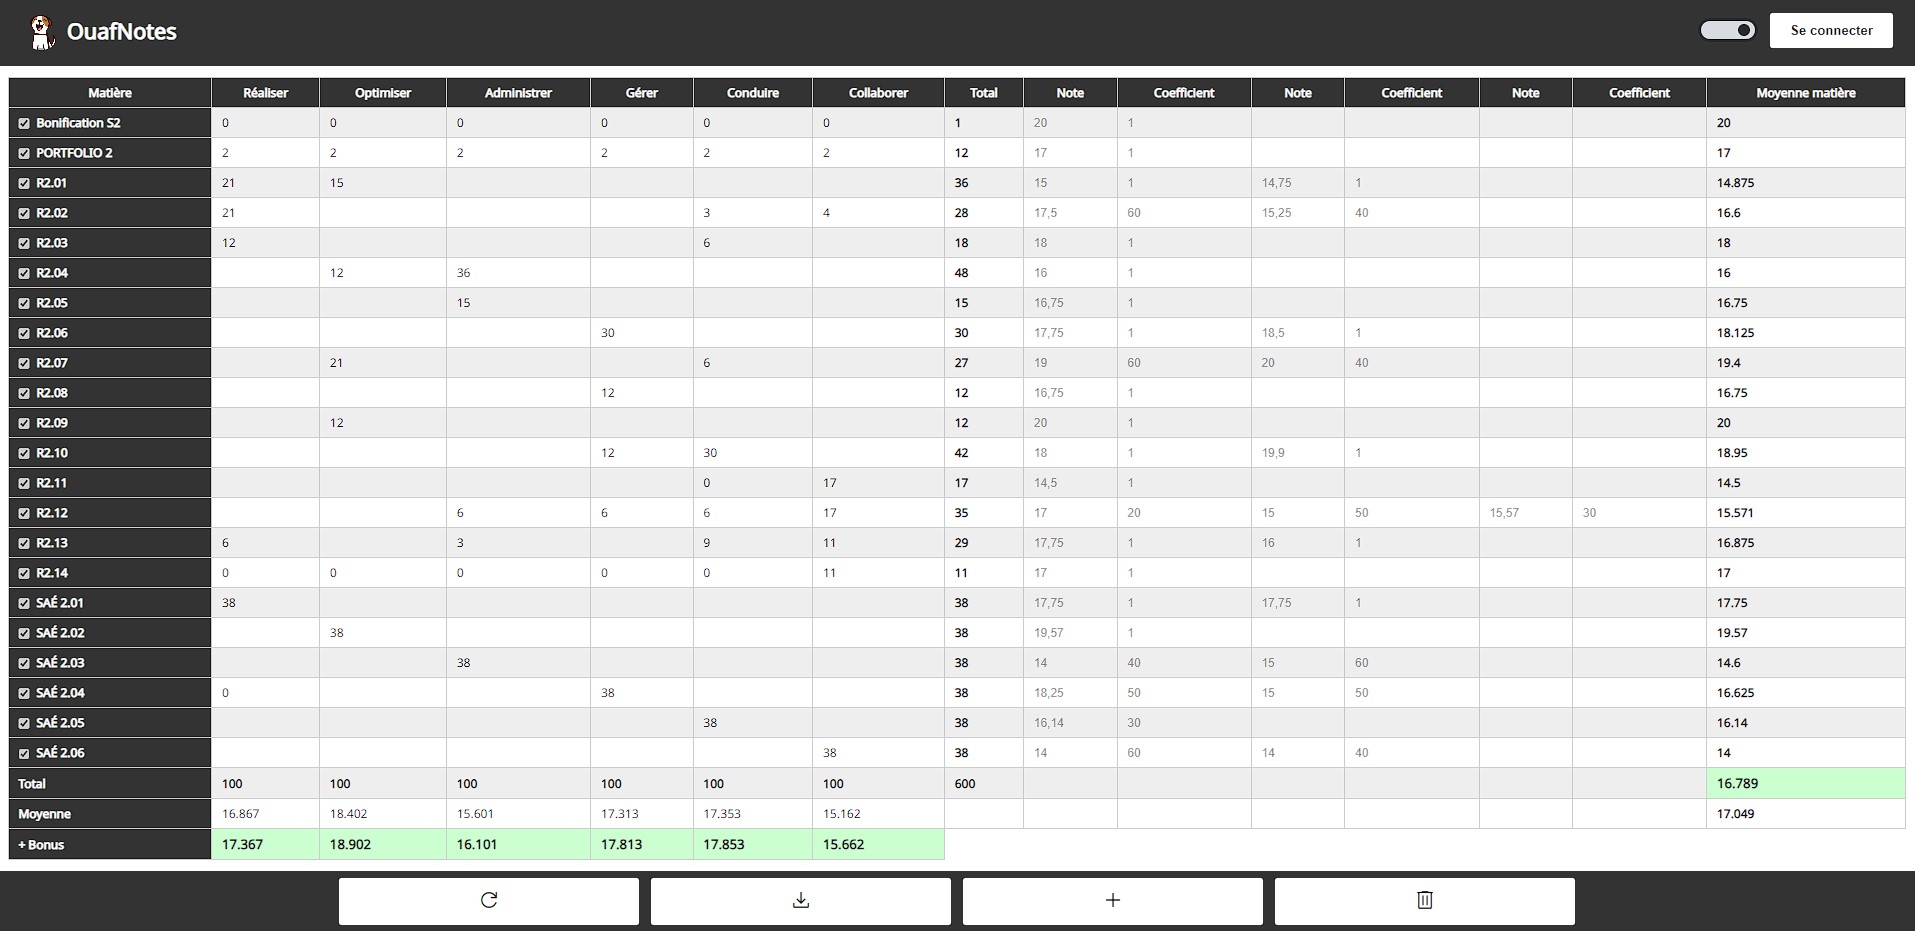 OuafNotes Se connecter
Matière Réaliser Optimiser Administrer Gérer Conduire Collaborer Total Note Coefficient Note Coefficient Note Coefficient Moyenne matière
Bonification S2 0 0 0 0 0 0 1 20 1 20
PORTFOLIO 2 2 2 2 2 2 2 12 17 1 17
R2.01 21 15 36 15 1 14,75 1 14.875
R2.02 21 3 4 28 17,5 60 15,25 40 16.6
R2.03 12 6 18 18 1 18
R2.04 12 36 48 16 1 16
R2.05 15 15 16,75 1 16.75
R2.06 30 30 17,75 1 18,5 1 18.125
R2.07 21 6 27 19 60 20 40 19.4
R2.08 12 12 16,75 1 16.75
R2.09 12 12 20 1 20
R2.10 12 30 42 18 1 19,9 1 18.95
R2.11 0 17 17 14,5 1 14.5
R2.12 6 6 6 17 35 17 20 15 50 15,57 30 15.571
R2.13 6 3 9 11 29 17,75 1 16 1 16.875
R2.14 0 0 0 0 0 11 11 17 1 17
SAÉ 2.01 38 38 17,75 1 17,75 1 17.75
SAÉ 2.02 38 38 19,57 1 19.57
SAÉ 2.03 38 38 14 40 15 60 14.6
SAÉ 2.04 0 38 38 18,25 50 15 50 16.625
SAÉ 2.05 38 38 16,14 30 16.14
SAÉ 2.06 38 38 14 60 14 40 14
Total 100 100 100 100 100 100 600 16.789
Moyenne 16.867 18.402 15.601 17.313 17.353 15.162 17.049
+ Bonus 17.367 18.902 16.101 17.813 17.853 15.662